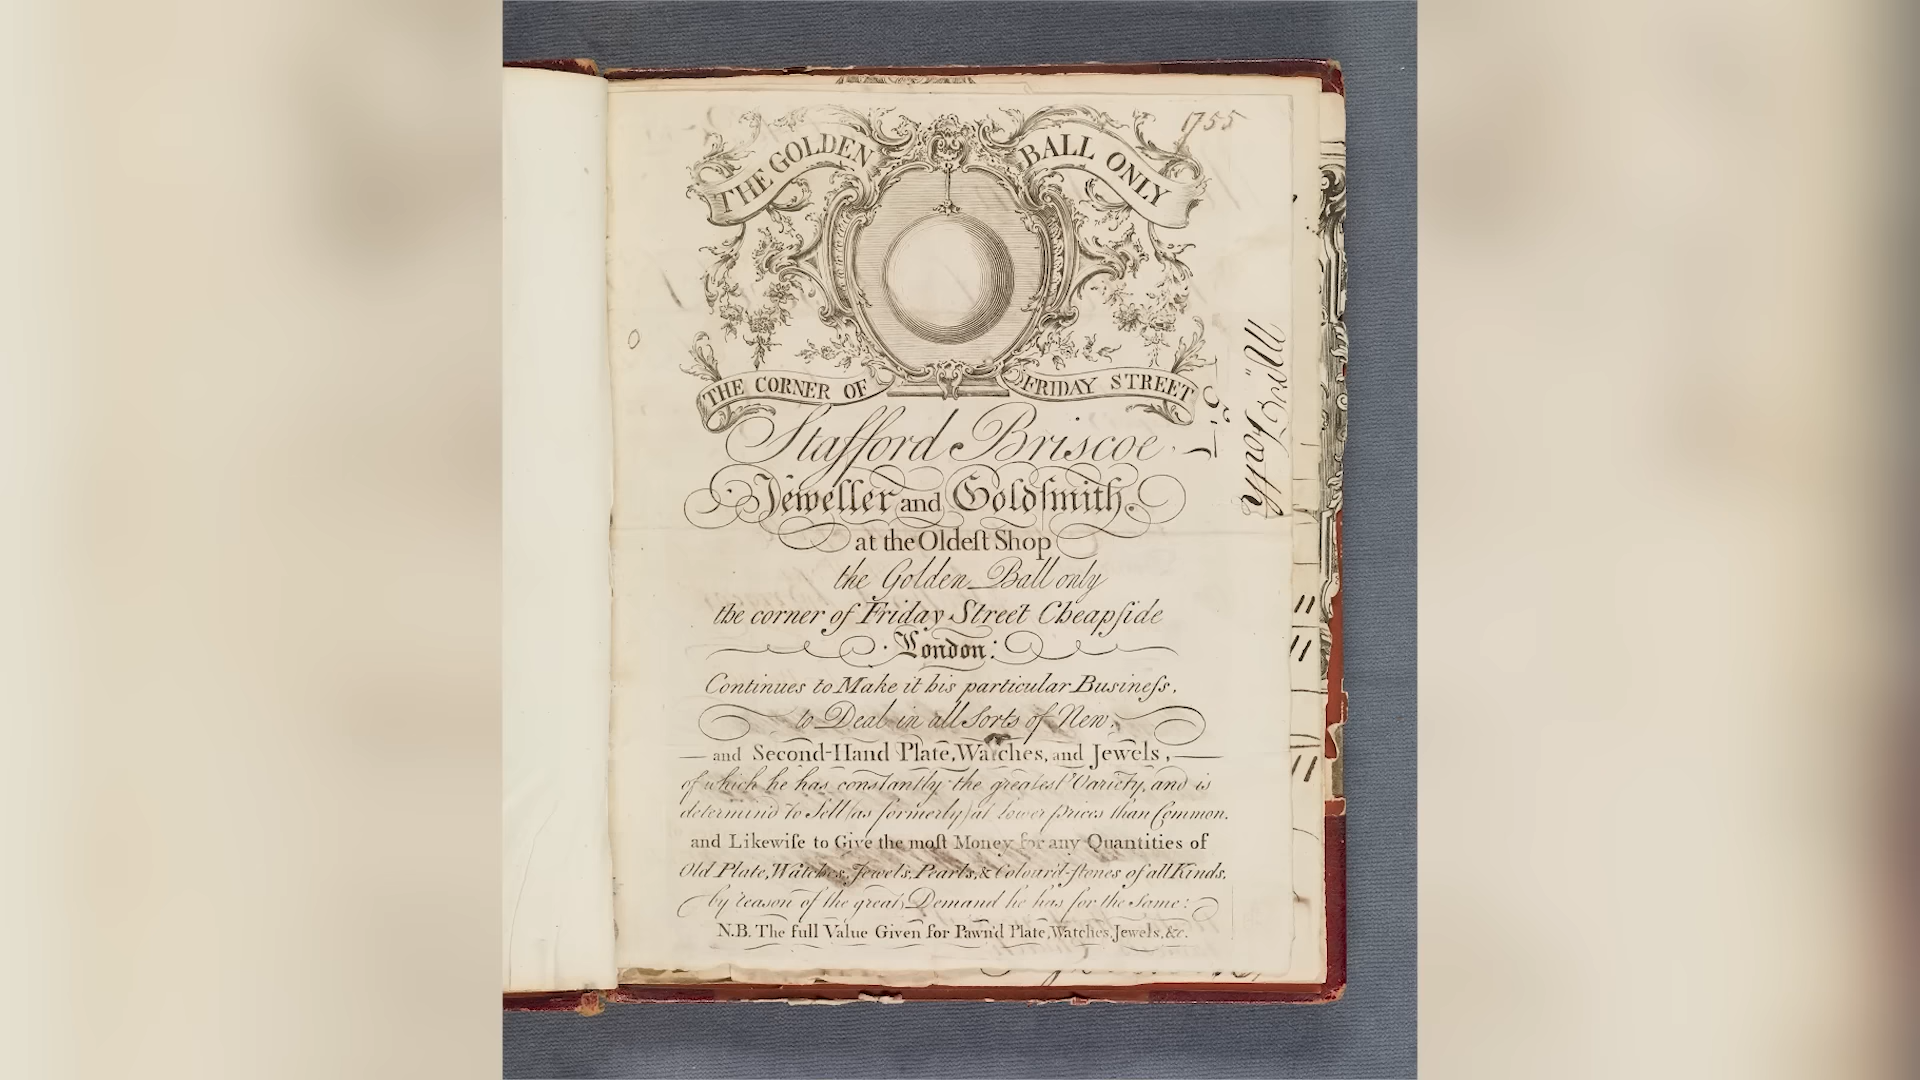 1755
THE GOLDEN BALL ONLY
THE CORNER OF FRIDAY STREET
Stafford Briscoe
Jeweller and Goldſmith.
at the Oldeſt Shop
the Golden Ball only
the corner of Friday Street Cheapſide
London:
Continues to Make it his particular Buſineſs,
to Deal in all Sorts of New,
and Second-Hand Plate, Watches, and Jewels,
of which he has constantly the greatest Variety, and is
determin'd to Sell (as formerly) at lower prices than Common,
and Likewiſe to Give the moſt Money for any Quantities of
Old Plate, Watches, Jewels, Pearls, & Colour'd-ſtones of all Kinds,
by reason of the great Demand he has for the Same:
N.B. The full Value Given for Pawn'd Plate, Watches, Jewels, &c.